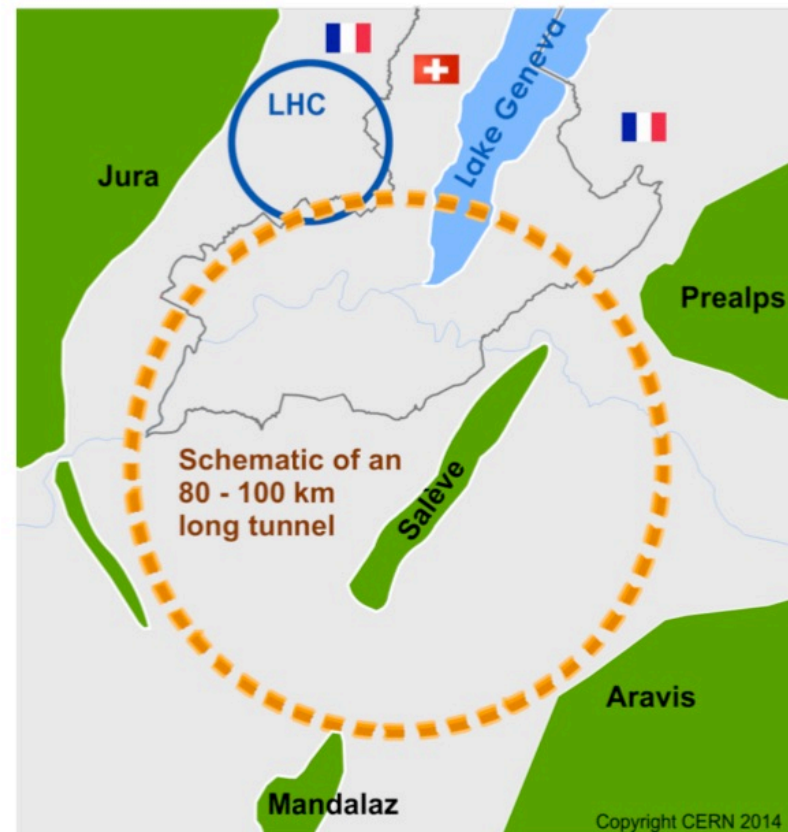 LHC
Lake Geneva
Jura
Prealps
Schematic of an
80 - 100 km
long tunnel
Salève
Aravis
Mandalaz
Copyright CERN 2014